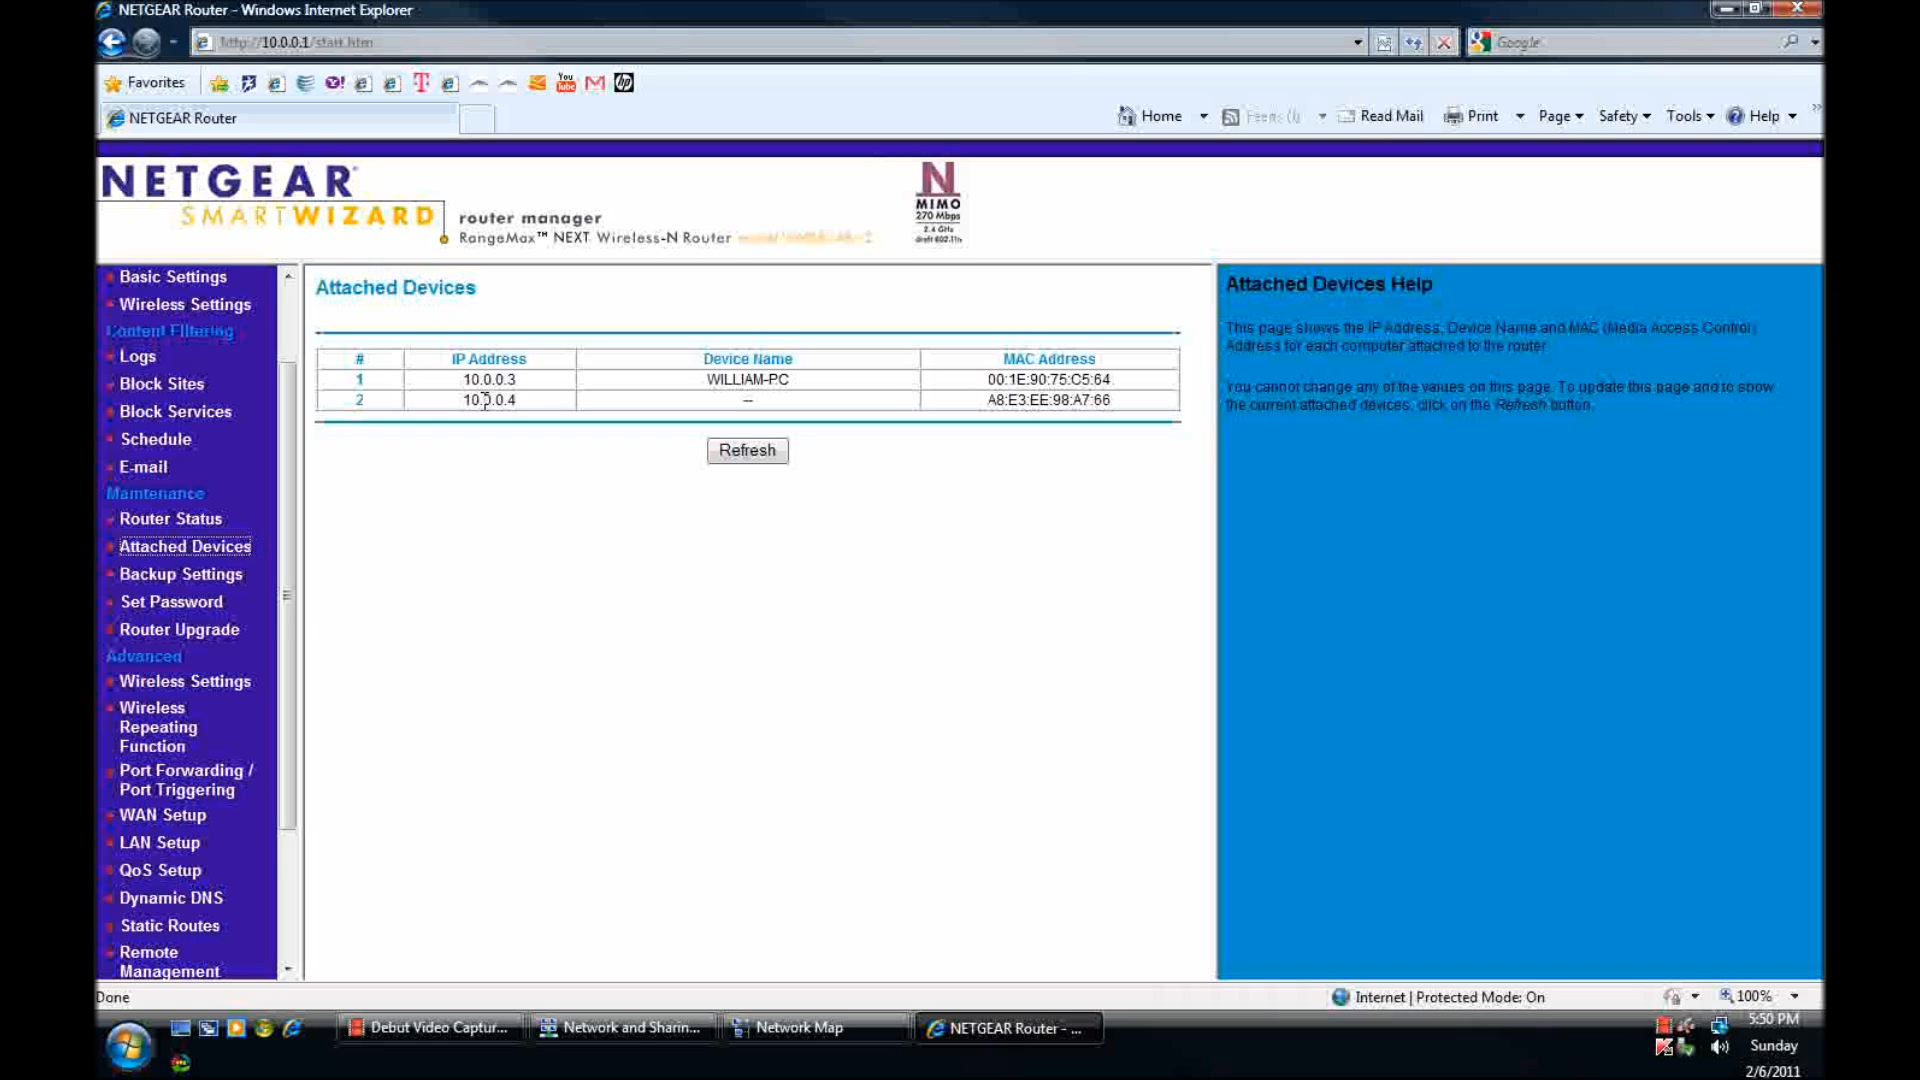 NETGEAR Router - Windows Internet Explorer
http://10.0.0.1/start.htm
Google
Favorites
NETGEAR Router
Home
Read Mail
Print
Page
Safety
Tools
Help
NETGEAR
SMARTWIZARD
router manager
RangeMax™ NEXT Wireless-N Router
N
MIMO
270 Mbps
2.4 GHz
draft 802.11n
Basic Settings
Wireless Settings
Content Filtering
Logs
Block Sites
Block Services
Schedule
E-mail
Maintenance
Router Status
Attached Devices
Backup Settings
Set Password
Router Upgrade
Advanced
Wireless Settings
Wireless
Repeating
Function
Port Forwarding /
Port Triggering
WAN Setup
LAN Setup
QoS Setup
Dynamic DNS
Static Routes
Remote
Management
Attached Devices
# IP Address Device Name MAC Address
1 10.0.0.3 WILLIAM-PC 00:1E:90:75:C5:64
2 10.0.0.4 -- A8:E3:EE:98:A7:66
Refresh
Attached Devices Help
This page shows the IP Address, Device Name and MAC (Media Access Control)
Address for each computer attached to the router.
You cannot change any of the values on this page. To update this page and to show
the current attached devices, click on the Refresh button.
Done
Internet | Protected Mode: On
100%
Debut Video Captur...
Network and Sharin...
Network Map
NETGEAR Router - ...
5:50 PM
Sunday
2/6/2011